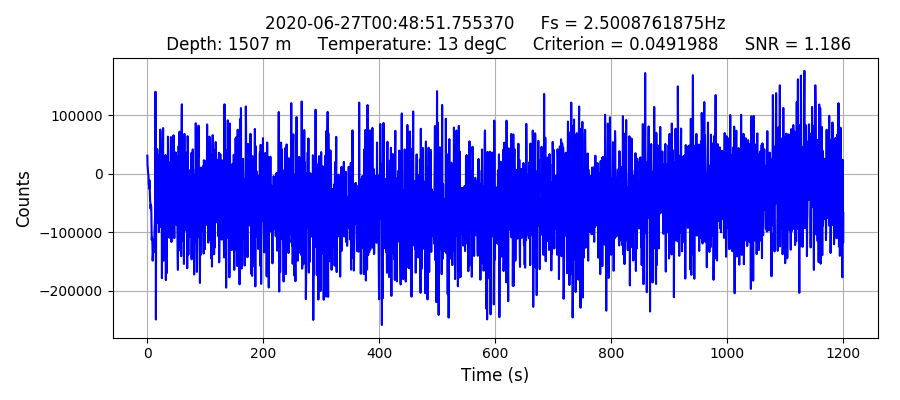 2020-06-27T00:48:51.755370 Fs = 2.5008761875Hz
Depth: 1507 m Temperature: 13 degC Criterion = 0.0491988 SNR = 1.186
Counts
100000
0
−100000
−200000
0 200 400 600 800 1000 1200
Time (s)